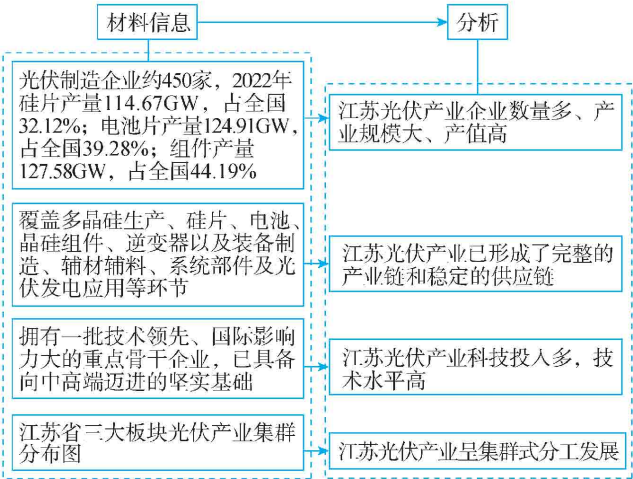 材料信息
分析
光伏制造企业约450家，2022年
硅片产量114.67GW，占全国
32.12%；电池片产量124.91GW，
占全国39.28%；组件产量
127.58GW，占全国44.19%
江苏光伏产业企业数量多、产
业规模大、产值高
覆盖多晶硅生产、硅片、电池、
晶硅组件、逆变器以及装备制
造、辅材辅料、系统部件及光
伏发电应用等环节
江苏光伏产业已形成了完整的
产业链和稳定的供应链
拥有一批技术领先、国际影响
力大的重点骨干企业，已具备
向中高端迈进的坚实基础
江苏光伏产业科技投入多，技
术水平高
江苏省三大板块光伏产业集群
分布图
江苏光伏产业呈集群式分工发展